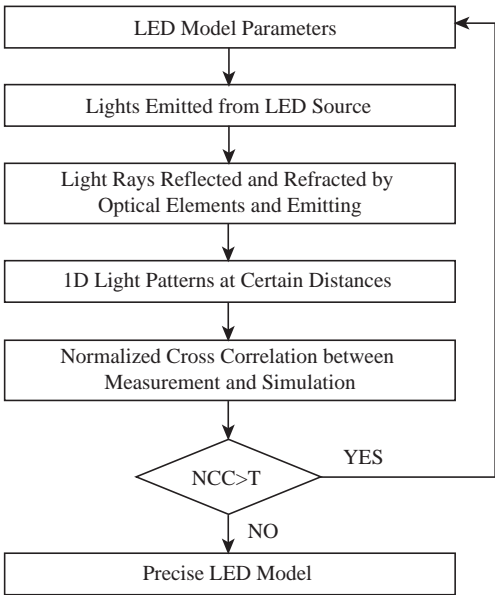 LED Model Parameters
Lights Emitted from LED Source
Light Rays Reflected and Refracted by
Optical Elements and Emitting
1D Light Patterns at Certain Distances
Normalized Cross Correlation between
Measurement and Simulation
NCC>T
YES
NO
Precise LED Model